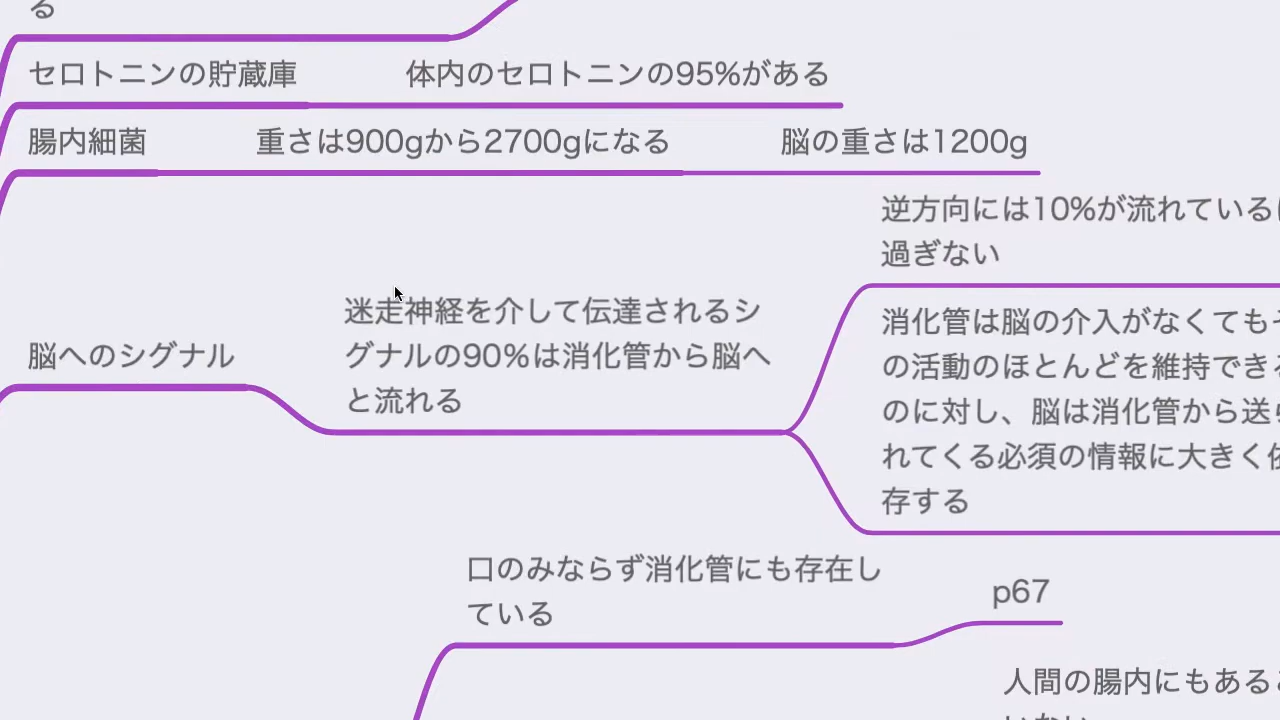 る
セロトニンの貯蔵庫
体内のセロトニンの95%がある
腸内細菌
重さは900gから2700gになる
脳の重さは1200g
逆方向には10%が流れている
過ぎない
脳へのシグナル
迷走神経を介して伝達されるシ
グナルの90%は消化管から脳へ
と流れる
消化管は脳の介入がなくても
の活動のほとんどを維持できる
のに対し、脳は消化管から送ら
れてくる必須の情報に大きく依
存する
口のみならず消化管にも存在し
ている
p67
人間の腸内にもある